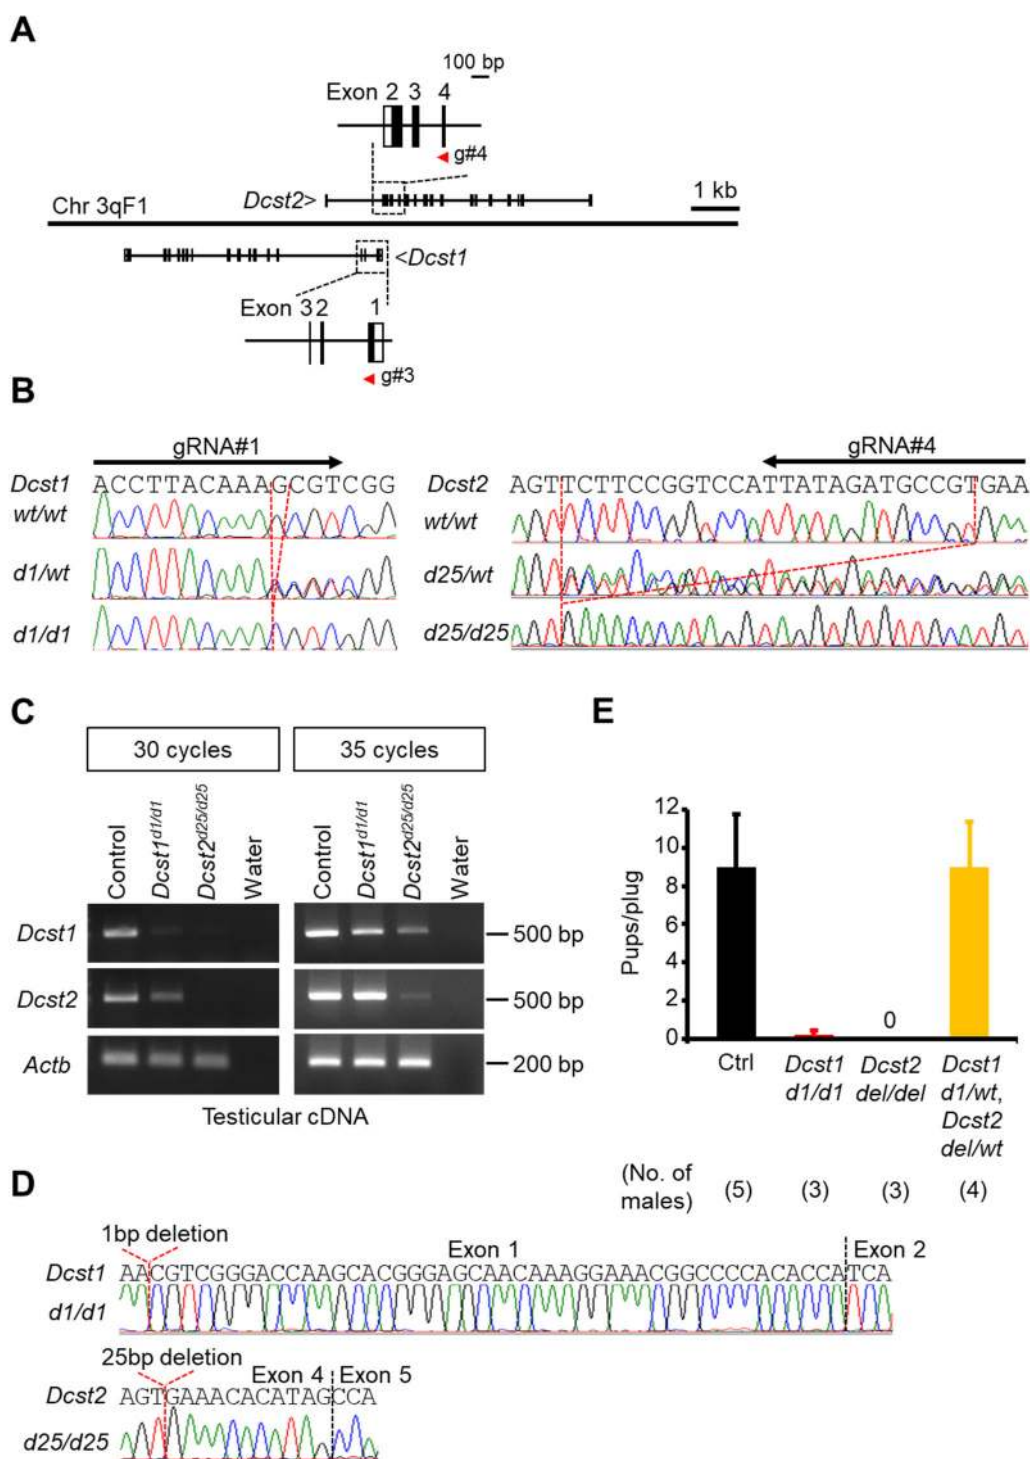 A
100 bp
Exon 2 3 4
g#4
Dcst2>
1 kb
Chr 3qF1
<Dcst1
Exon 3 2 1
g#3
B
gRNA#1
gRNA#4
Dcst1 ACCTTACAAAGCGTCGG
Dcst2 AGTTCTTCCGGTCCATTATAGATGCCGTGAA
wt/wt
wt/wt
d1/wt
d25/wt
d1/d1
d25/d25
C
30 cycles
35 cycles
Control Dcst1d1/d1 Dcst2d25/d25 Water
Control Dcst1d1/d1 Dcst2d25/d25 Water
Dcst1
500 bp
Dcst2
500 bp
Actb
200 bp
Testicular cDNA
E
12
10
8
6
4
2
0
Pups/plug
0
Ctrl
Dcst1
d1/d1
Dcst2
del/del
Dcst1
d1/wt,
Dcst2
del/wt
(No. of
males)
(5) (3) (3) (4)
D
1bp deletion
Exon 1 Exon 2
Dcst1 AACGTCGGGACCAAGCACGGGAGCAACAAAGGAAACGGCCCCACACCATCA
d1/d1
25bp deletion
Exon 4 Exon 5
Dcst2 AGTGAAACACATAGCCA
d25/d25